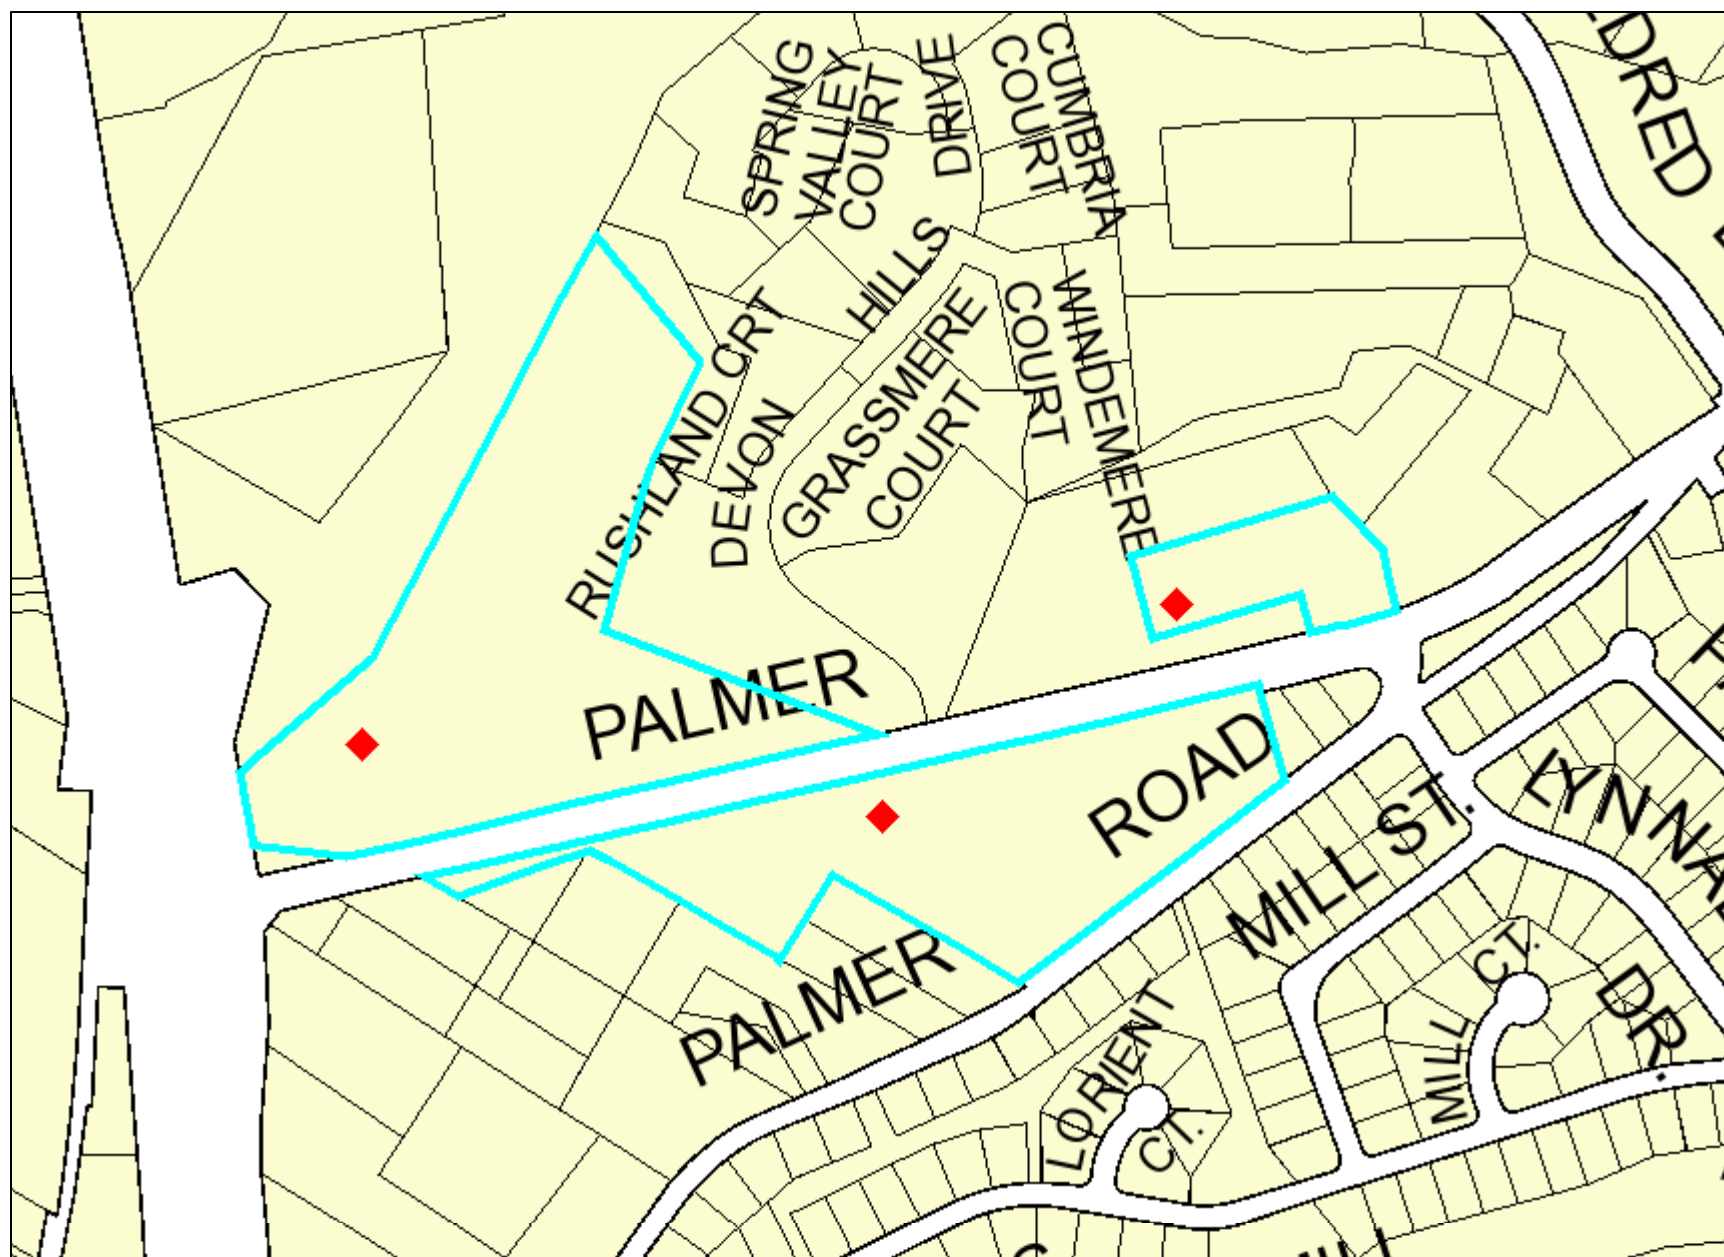 SPRING
VALLEY
COURT
DRIVE
CUMBRIA
COURT
DRED
HILLS
RUSHLAND CRT
DEVON
GRASSMERE
COURT
WINDEMERE
COURT
PALMER
ROAD
PALMER
MILL ST.
LYNNA
DR.
MILL
CT.
LORIENT
CT.